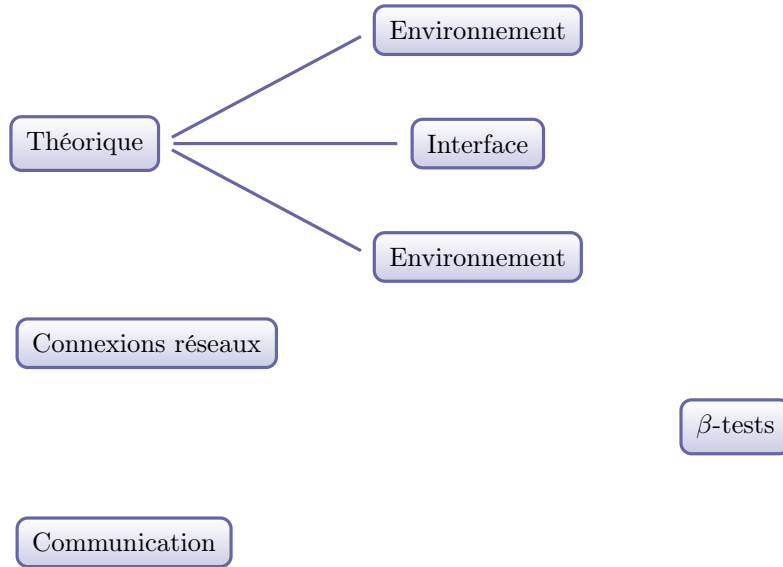 Environnement
Théorique
Interface
Environnement
Connexions réseaux
β-tests
Communication